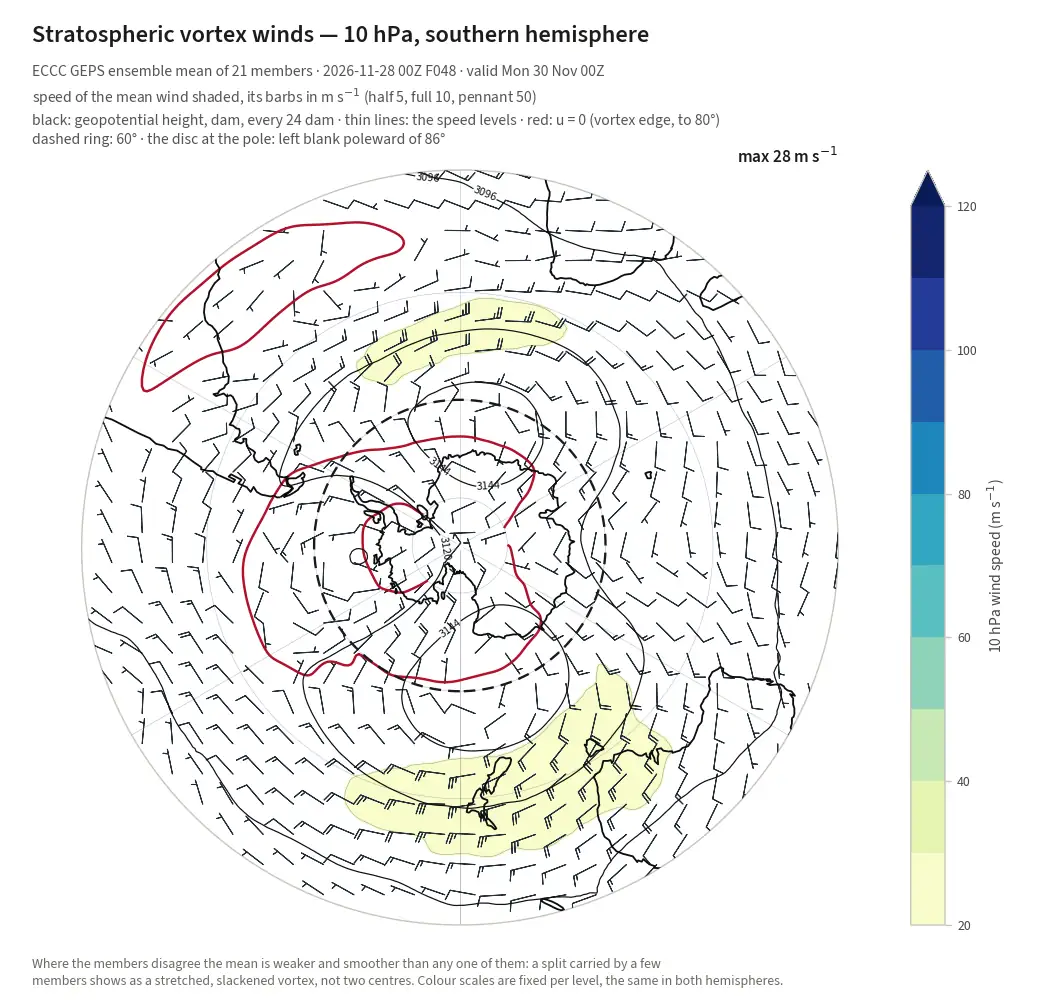 Stratospheric vortex winds — 10 hPa, southern hemisphere
ECCC GEPS ensemble mean of 21 members · 2026-11-28 00Z F048 · valid Mon 30 Nov 00Z
speed of the mean wind shaded, its barbs in m s⁻¹ (half 5, full 10, pennant 50)
black: geopotential height, dam, every 24 dam · thin lines: the speed levels · red: u = 0 (vortex edge, to 80°)
dashed ring: 60° · the disc at the pole: left blank poleward of 86°
max 28 m s⁻¹
3096
3096
120
100
80
60
40
20
10 hPa wind speed (m s⁻¹)
3144
3144
3120
3144
Where the members disagree the mean is weaker and smoother than any one of them: a split carried by a few
members shows as a stretched, slackened vortex, not two centres. Colour scales are fixed per level, the same in both hemispheres.